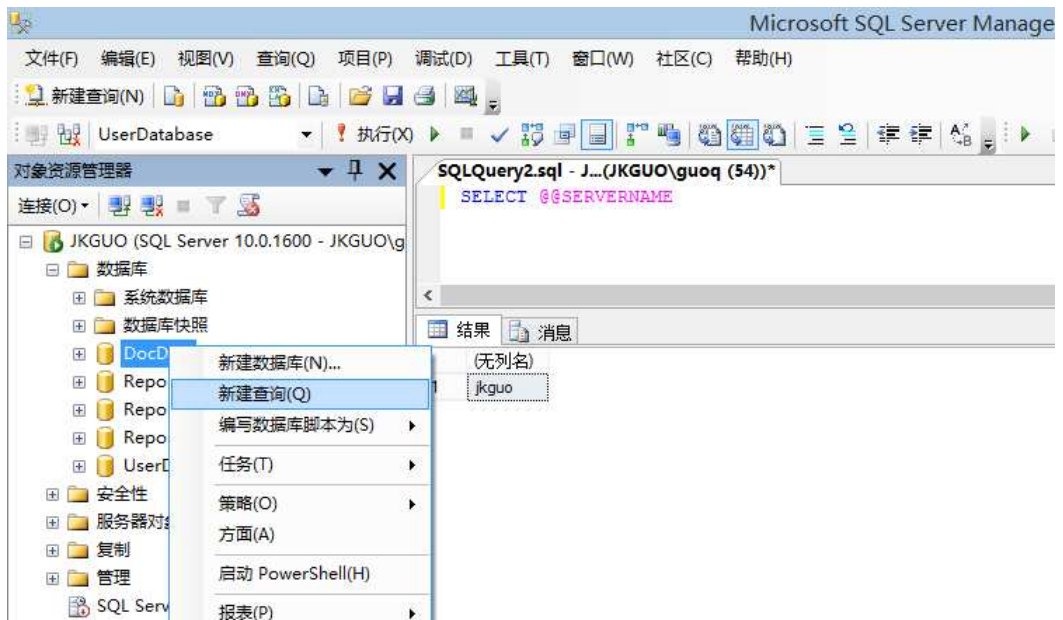 Microsoft SQL Server Manage
文件(F) 编辑(E) 视图(V) 查询(Q) 项目(P) 调试(D) 工具(T) 窗口(W) 社区(C) 帮助(H)
新建查询(N)
UserDatabase 执行(X)
对象资源管理器
SQLQuery2.sql - J...(JKGUO\guoq (54))*
连接(O)
SELECT @@SERVERNAME
JKGUO (SQL Server 10.0.1600 - JKGUO\g
数据库
系统数据库
数据库快照
结果 消息
DocD
(无列名)
Repo
1 jkguo
Repo
Repo
UserD
安全性
服务器对象
复制
管理
SQL Serv
新建数据库(N)...
新建查询(Q)
编写数据库脚本为(S)
任务(T)
策略(O)
方面(A)
启动 PowerShell(H)
报表(P)